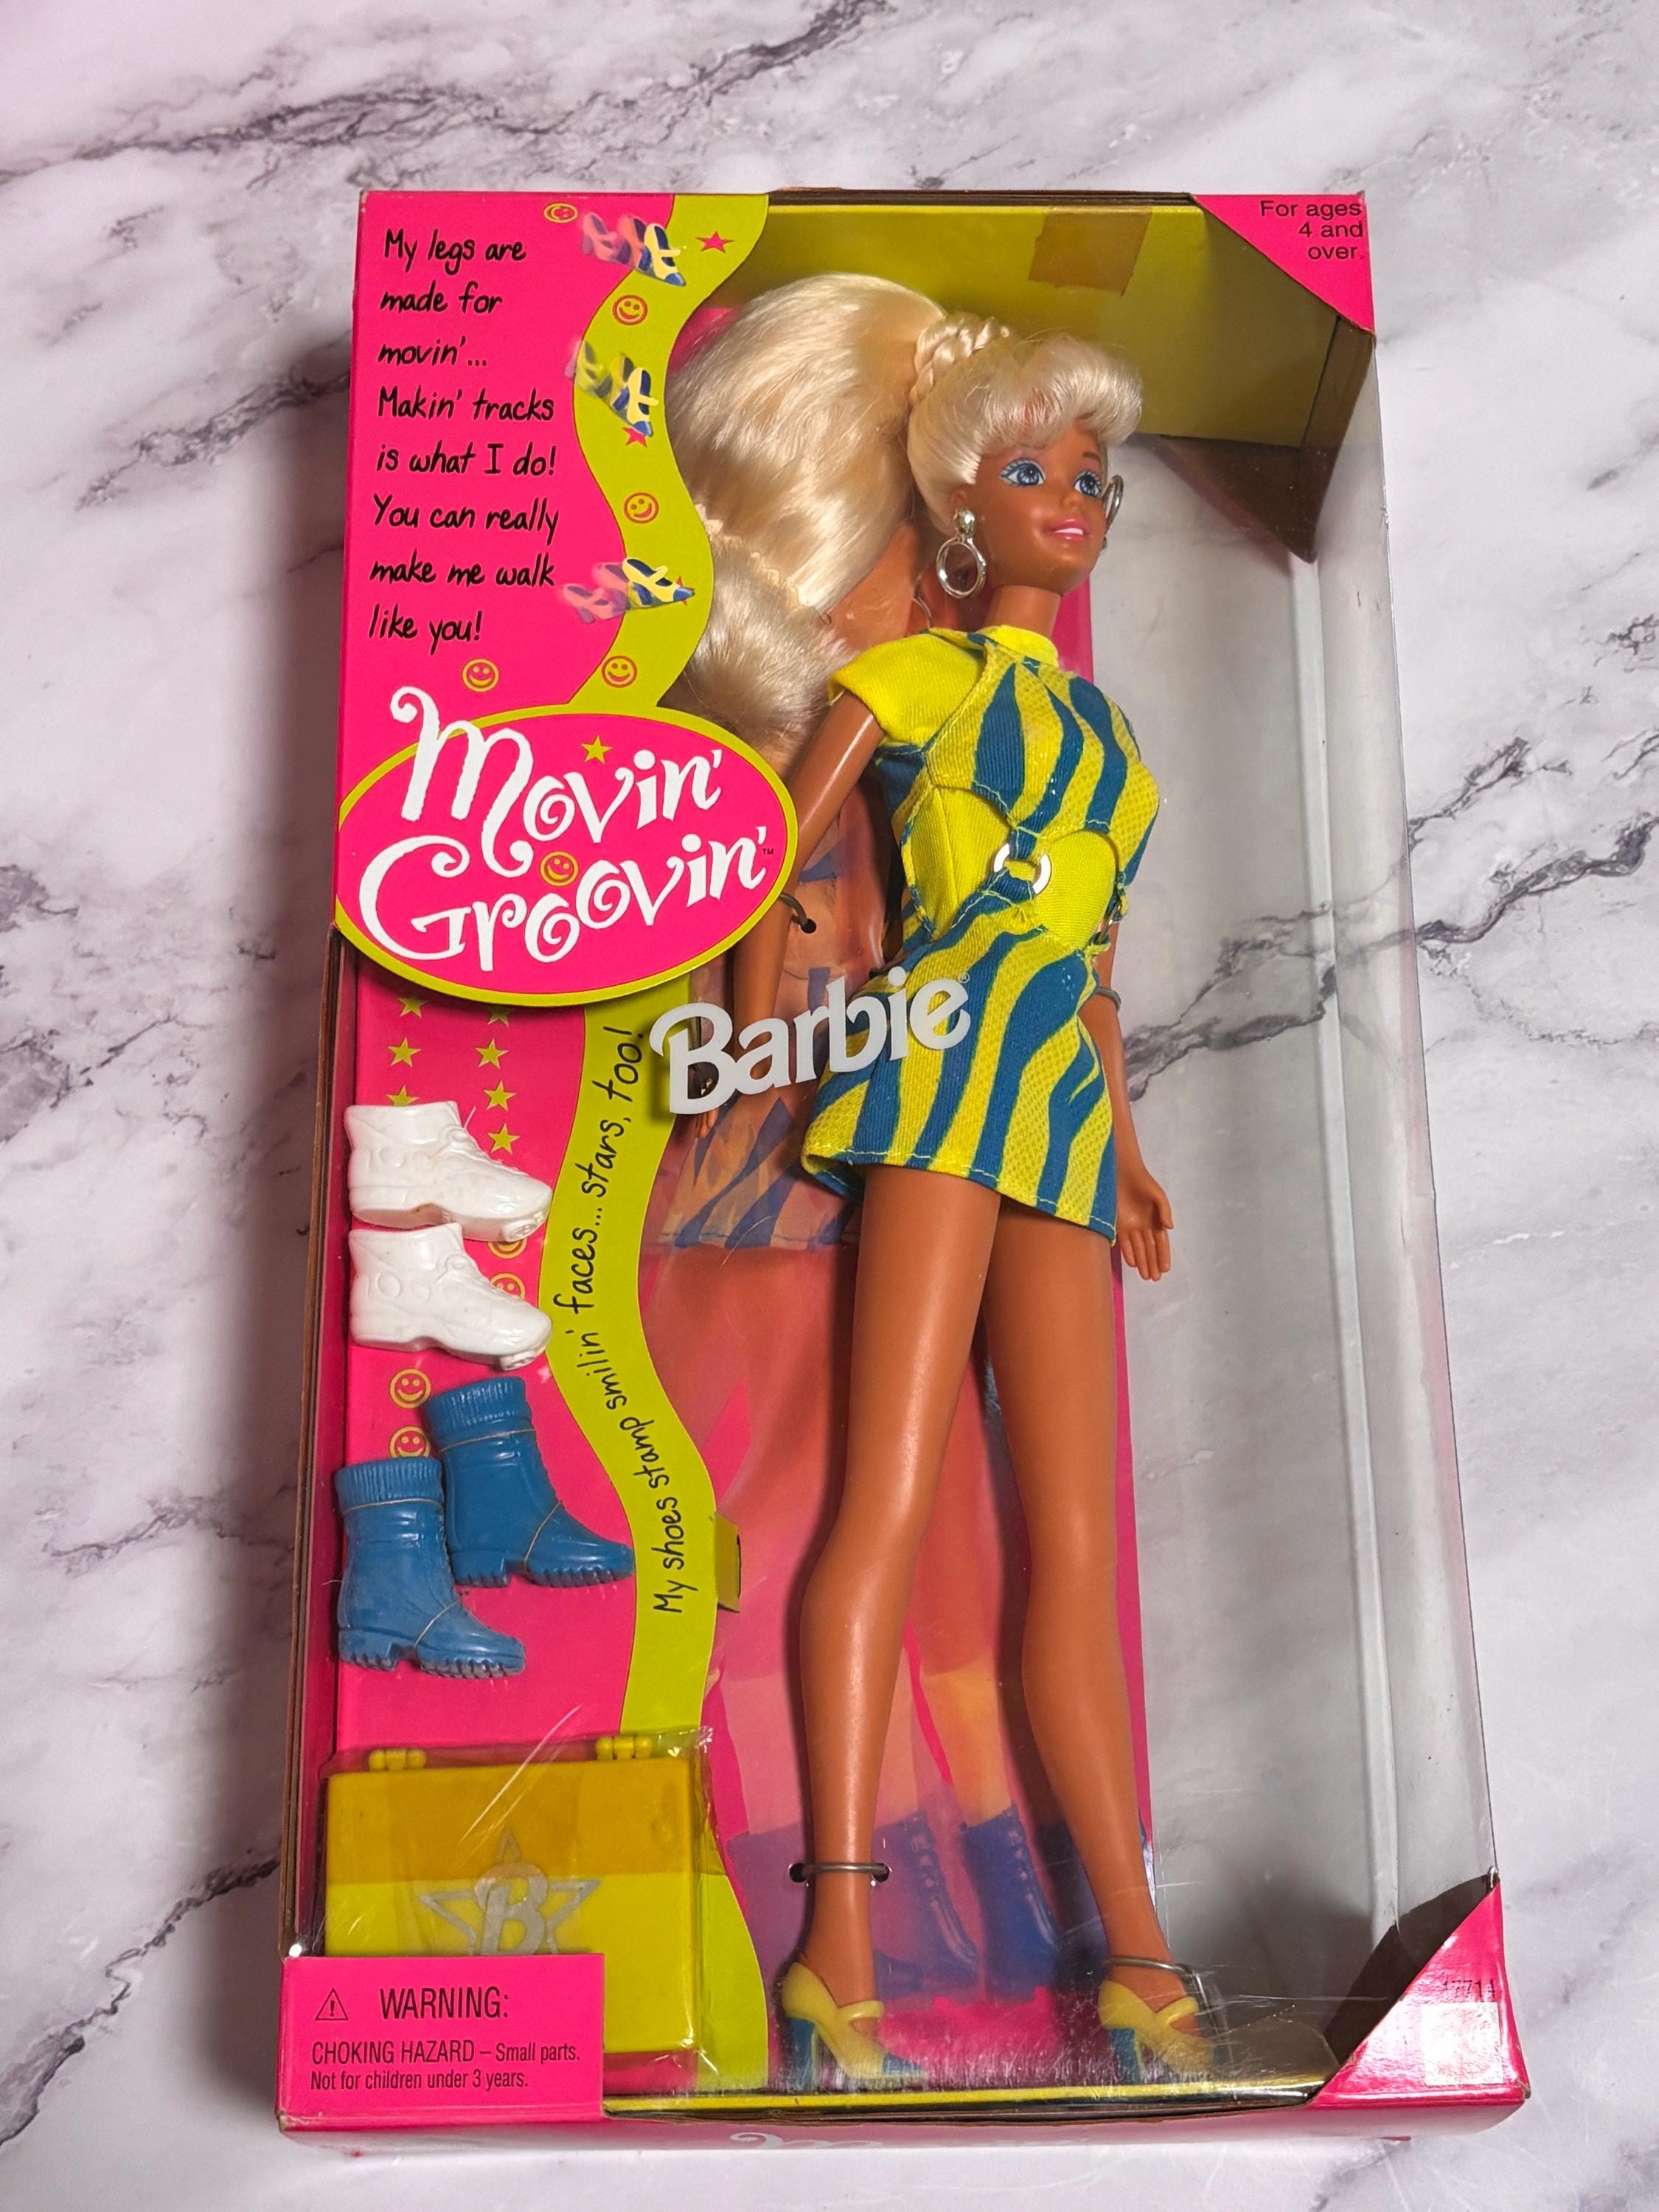 My legs are
made for
movin'...
Makin' tracks
is what I do!
You can really
make me walk
like you!
For ages
4 and
over.
Movin'
Groovin'™
Barbie®
My shoes stamp smilin' faces... stars, too!
B
⚠ WARNING:
CHOKING HAZARD – Small parts.
Not for children under 3 years.
17714